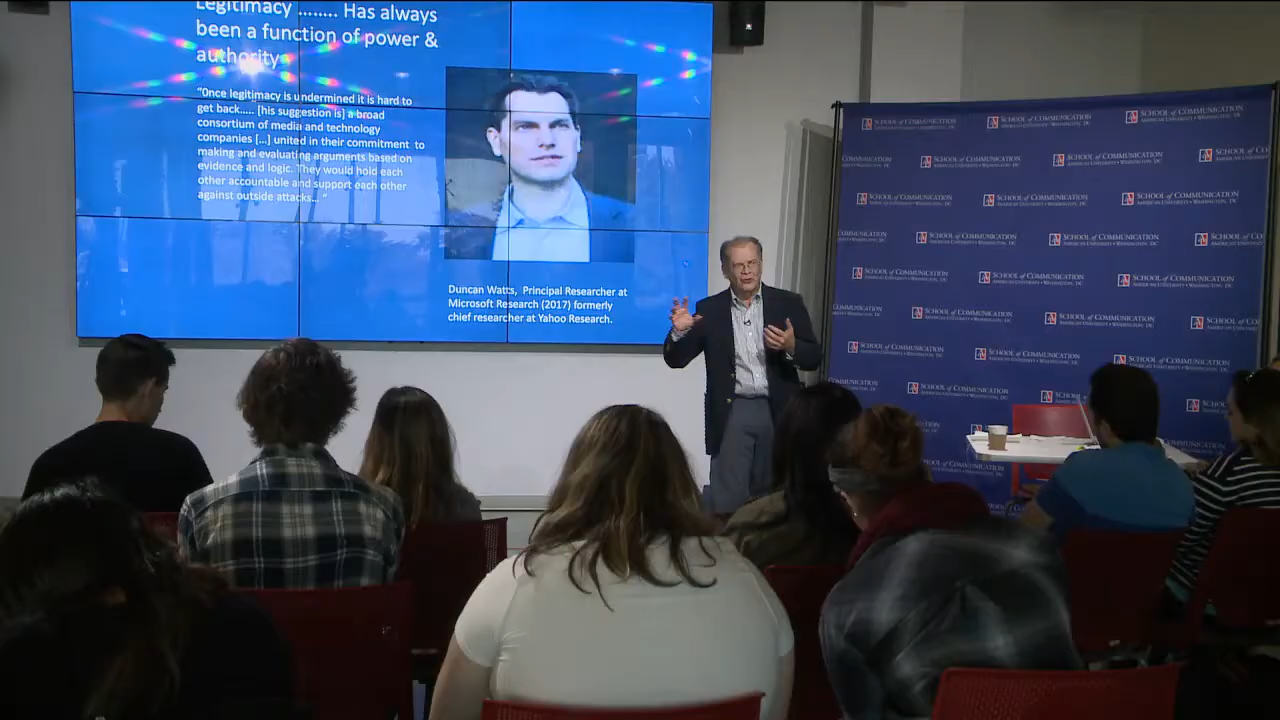 Legitimacy ........ Has always
been a function of power &
authority
"Once legitimacy is undermined it is hard to
get back..... [his suggestion is] a broad
consortium of media and technology
companies [...] united in their commitment to
making and evaluating arguments based on
evidence and logic. They would hold each
other accountable and support each other
against outside attacks... "
Duncan Watts, Principal Researcher at
Microsoft Research (2017) formerly
chief researcher at Yahoo Research.
SCHOOL of COMMUNICATION
AMERICAN UNIVERSITY • WASHINGTON, DC